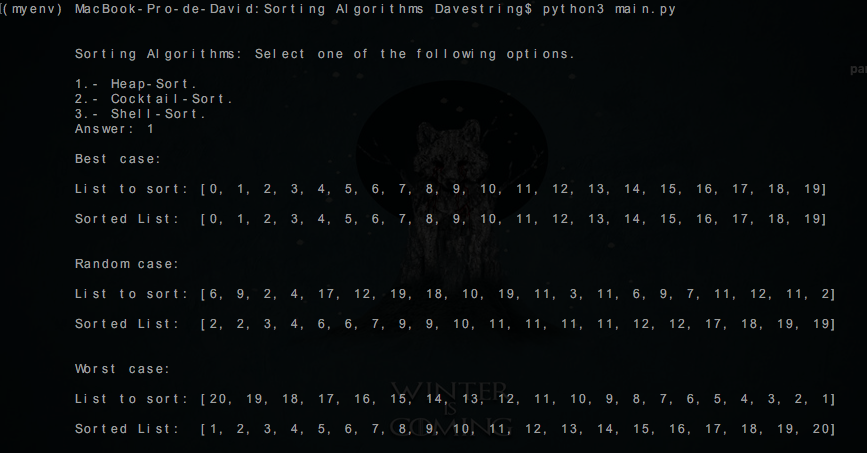 [(myenv) MacBook-Pro-de-David:Sorting Algorithms Davestring$ python3 main.py
Sorting Algorithms: Select one of the following options.
1.- Heap-Sort.
2.- Cocktail-Sort.
3.- Shell-Sort.
Answer: 1
Best case:
List to sort: [0, 1, 2, 3, 4, 5, 6, 7, 8, 9, 10, 11, 12, 13, 14, 15, 16, 17, 18, 19]
Sorted List: [0, 1, 2, 3, 4, 5, 6, 7, 8, 9, 10, 11, 12, 13, 14, 15, 16, 17, 18, 19]
Random case:
List to sort: [6, 9, 2, 4, 17, 12, 19, 18, 10, 19, 11, 3, 11, 6, 9, 7, 11, 12, 11, 2]
Sorted List: [2, 2, 3, 4, 6, 6, 7, 9, 9, 10, 11, 11, 11, 11, 12, 12, 17, 18, 19, 19]
Worst case:
List to sort: [20, 19, 18, 17, 16, 15, 14, 13, 12, 11, 10, 9, 8, 7, 6, 5, 4, 3, 2, 1]
Sorted List: [1, 2, 3, 4, 5, 6, 7, 8, 9, 10, 11, 12, 13, 14, 15, 16, 17, 18, 19, 20]
WINTER
IS
COMING